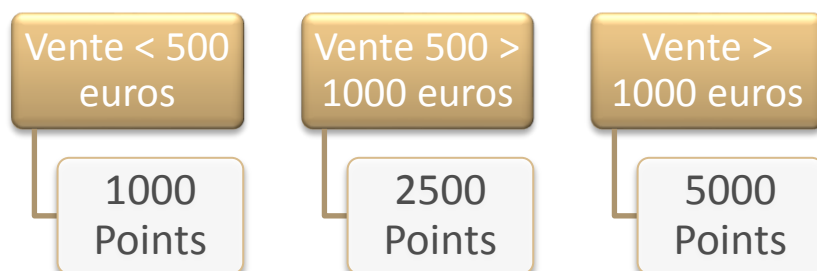 Vente < 500
euros
Vente 500 >
1000 euros
Vente >
1000 euros
1000
Points
2500
Points
5000
Points